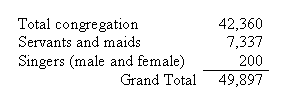 Total congregation 42,360
Servants and maids 7,337
Singers (male and female) 200
Grand Total 49,897